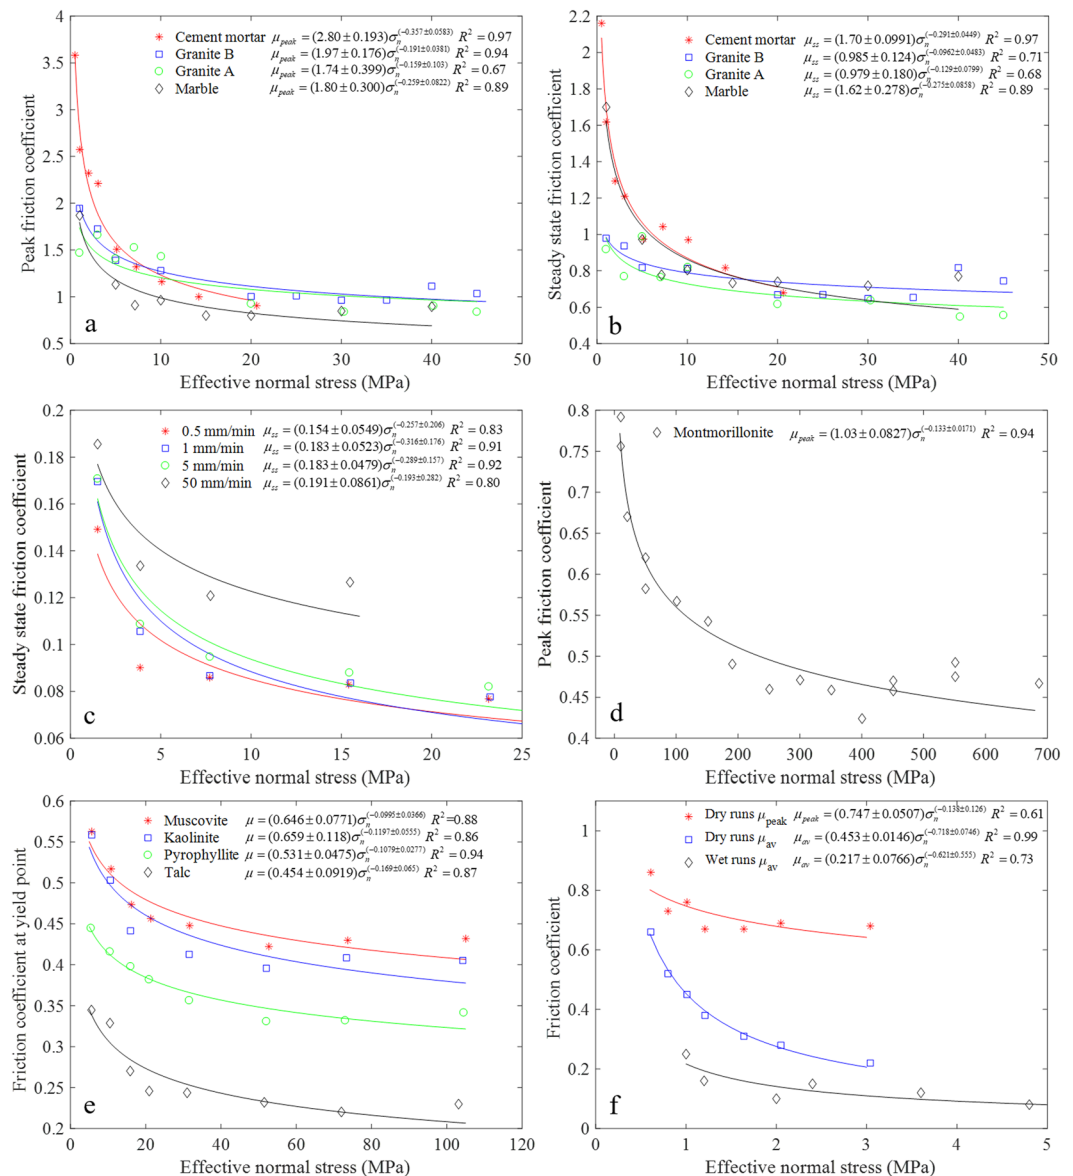 4
3.5
3
2.5
2
1.5
1
0.5
0 10 20 30 40 50
Peak friction coefficient
Effective normal stress (MPa)
Cement mortar μpeak = (2.80±0.193)σn^(-0.357±0.0583) R² = 0.97
Granite B μpeak = (1.97±0.176)σn^(-0.191±0.0381) R² = 0.94
Granite A μpeak = (1.74±0.399)σn^(-0.159±0.103) R² = 0.67
Marble μpeak = (1.80±0.300)σn^(-0.259±0.0822) R² = 0.89
a
2.2
2
1.8
1.6
1.4
1.2
1
0.8
0.6
0.4
0 10 20 30 40 50
Steady state friction coefficient
Effective normal stress (MPa)
Cement mortar μss = (1.70±0.0991)σn^(-0.291±0.0449) R² = 0.97
Granite B μss = (0.985±0.124)σn^(-0.0962±0.0483) R² = 0.71
Granite A μss = (0.979±0.180)σn^(-0.129±0.0799) R² = 0.68
Marble μss = (1.62±0.278)σn^(-0.275±0.0858) R² = 0.89
b
0.2
0.18
0.16
0.14
0.12
0.1
0.08
0.06
0 5 10 15 20 25
Steady state friction coefficient
Effective normal stress (MPa)
0.5 mm/min μss = (0.154±0.0549)σn^(-0.257±0.206) R² = 0.83
1 mm/min μss = (0.183±0.0523)σn^(-0.316±0.176) R² = 0.91
5 mm/min μss = (0.183±0.0479)σn^(-0.289±0.157) R² = 0.92
50 mm/min μss = (0.191±0.0861)σn^(-0.193±0.282) R² = 0.80
c
0.8
0.75
0.7
0.65
0.6
0.55
0.5
0.45
0.4
0 100 200 300 400 500 600 700
Peak friction coefficient
Effective normal stress (MPa)
Montmorillonite μpeak = (1.03±0.0827)σn^(-0.133±0.0171) R² = 0.94
d
0.6
0.55
0.5
0.45
0.4
0.35
0.3
0.25
0.2
0 20 40 60 80 100 120
Friction coefficient at yield point
Effective normal stress (MPa)
Muscovite μ = (0.646±0.0771)σn^(-0.0995±0.0366) R²=0.88
Kaolinite μ = (0.659±0.118)σn^(-0.1197±0.0555) R² = 0.86
Pyrophyllite μ = (0.531±0.0475)σn^(-0.1079±0.0277) R² = 0.94
Talc μ = (0.454±0.0919)σn^(-0.169±0.065) R² = 0.87
e
1
0.8
0.6
0.4
0.2
0
0 1 2 3 4 5
Friction coefficient
Effective normal stress (MPa)
Dry runs μpeak μpeak = (0.747±0.0507)σn^(-0.138±0.126) R² = 0.61
Dry runs μav μav = (0.453±0.0146)σn^(-0.718±0.0746) R² = 0.99
Wet runs μav μav = (0.217±0.0766)σn^(-0.621±0.555) R² = 0.73
f